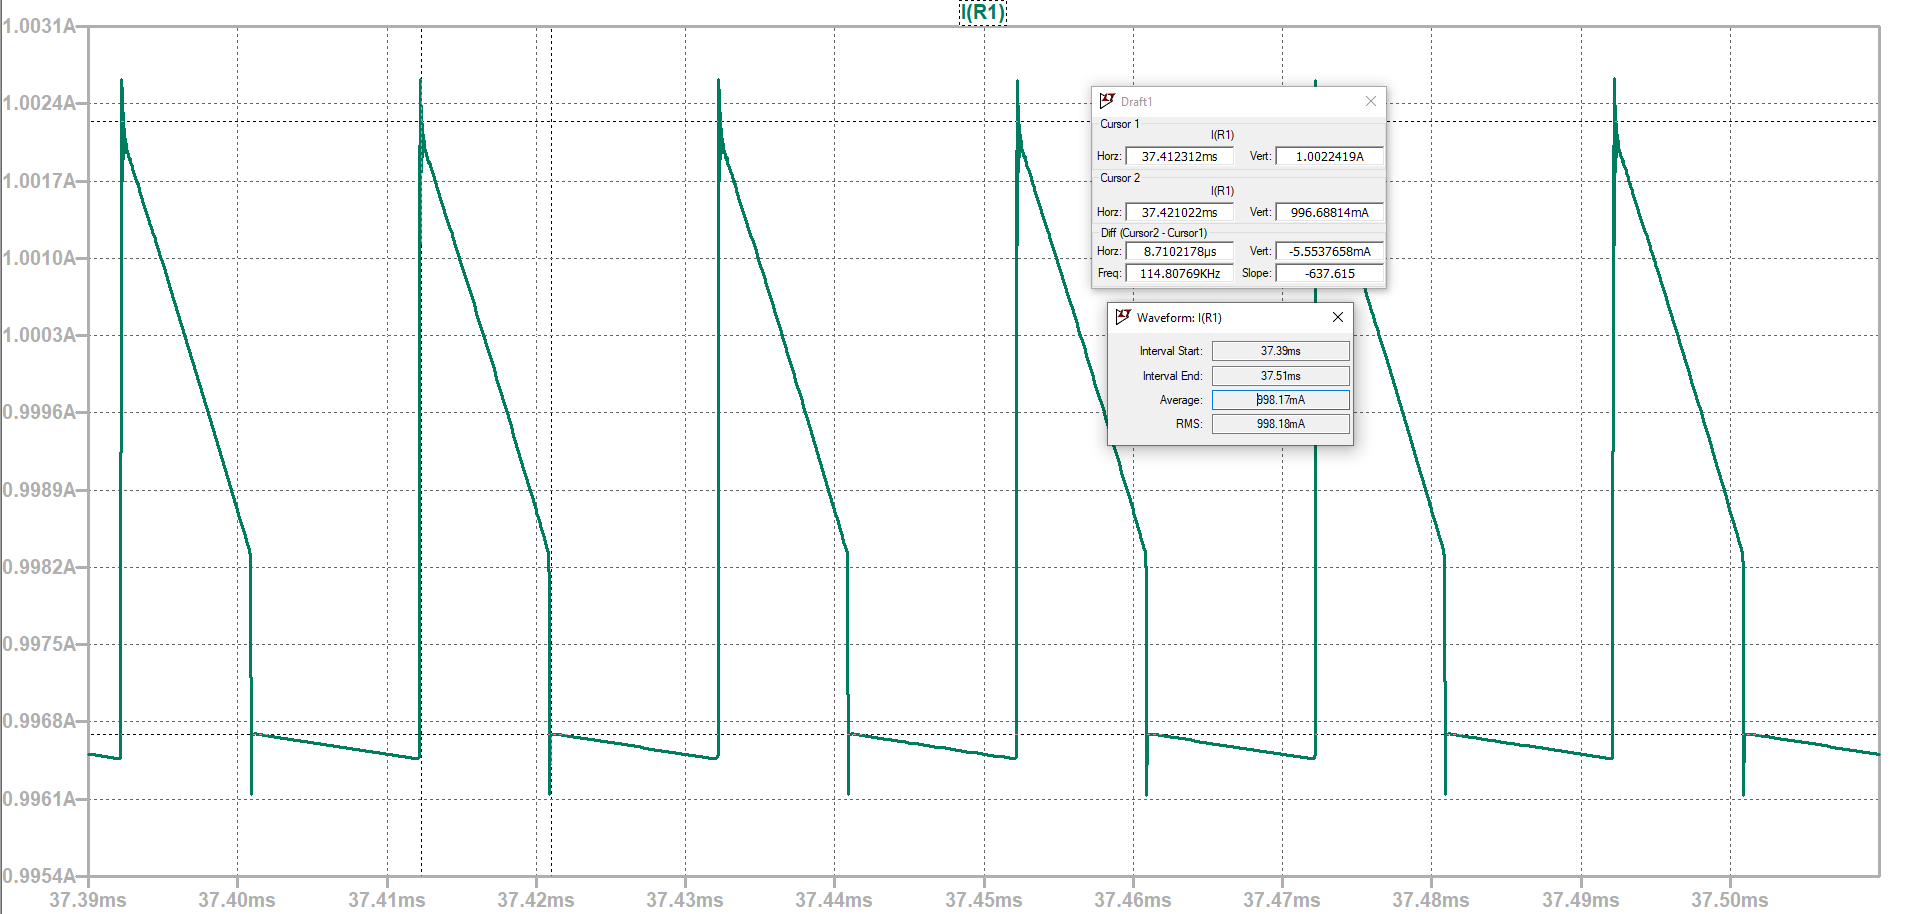 I(R1)
1.0031A
1.0024A
1.0017A
1.0010A
1.0003A
0.9996A
0.9989A
0.9982A
0.9975A
0.9968A
0.9961A
0.9954A
37.39ms 37.40ms 37.41ms 37.42ms 37.43ms 37.44ms 37.45ms 37.46ms 37.47ms 37.48ms 37.49ms 37.50ms
Draft1
Cursor 1
I(R1)
Horz: 37.412312ms Vert: 1.0022419A
Cursor 2
I(R1)
Horz: 37.421022ms Vert: 996.68814mA
Diff (Cursor2 - Cursor1)
Horz: 8.7102178µs Vert: -5.5537658mA
Freq: 114.80769KHz Slope: -637.615
Waveform: I(R1)
Interval Start: 37.39ms
Interval End: 37.51ms
Average: 998.17mA
RMS: 998.18mA